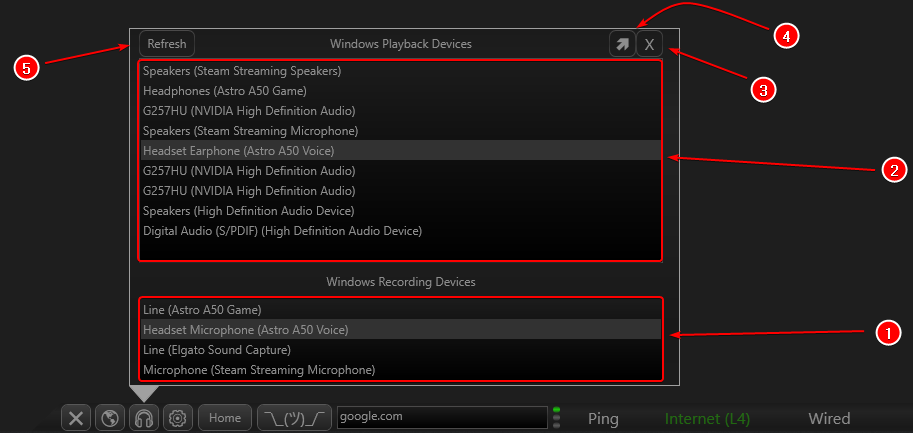 4
Refresh
Windows Playback Devices
X
5
3
Speakers (Steam Streaming Speakers)
Headphones (Astro A50 Game)
G257HU (NVIDIA High Definition Audio)
Speakers (Steam Streaming Microphone)
Headset Earphone (Astro A50 Voice)
2
G257HU (NVIDIA High Definition Audio)
G257HU (NVIDIA High Definition Audio)
Speakers (High Definition Audio Device)
Digital Audio (S/PDIF) (High Definition Audio Device)
Windows Recording Devices
Line (Astro A50 Game)
Headset Microphone (Astro A50 Voice)
1
Line (Elgato Sound Capture)
Microphone (Steam Streaming Microphone)
Home
¯\_(ツ)_/¯
google.com
Ping
Internet (L4)
Wired